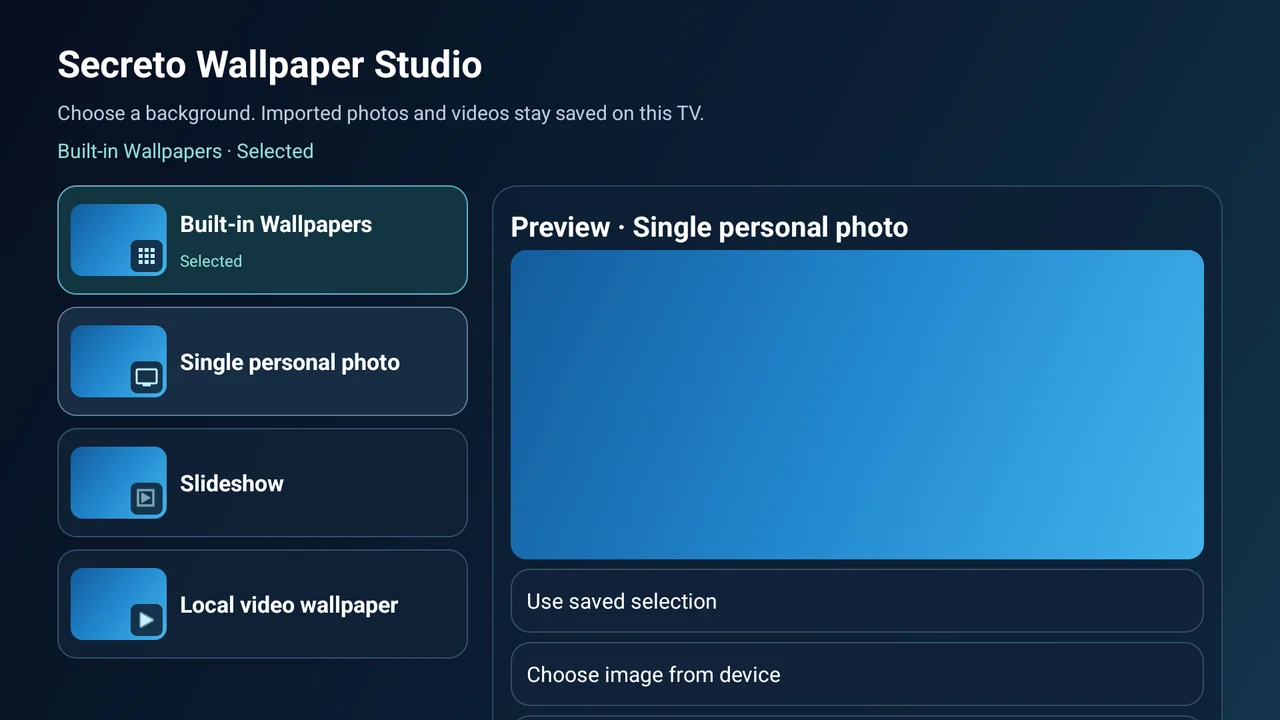 Secreto Wallpaper Studio
Choose a background. Imported photos and videos stay saved on this TV.
Built-in Wallpapers · Selected
Built-in Wallpapers
Selected
Single personal photo
Slideshow
Local video wallpaper
Preview · Single personal photo
Use saved selection
Choose image from device